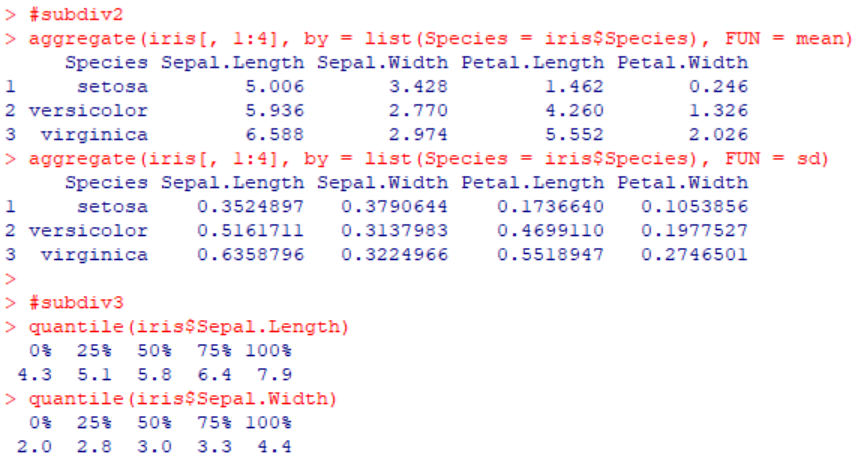 > #subdiv2
> aggregate(iris[, 1:4], by = list(Species = iris$Species), FUN = mean)
     Species Sepal.Length Sepal.Width Petal.Length Petal.Width
1     setosa        5.006       3.428        1.462       0.246
2 versicolor        5.936       2.770        4.260       1.326
3  virginica        6.588       2.974        5.552       2.026
> aggregate(iris[, 1:4], by = list(Species = iris$Species), FUN = sd)
     Species Sepal.Length Sepal.Width Petal.Length Petal.Width
1     setosa    0.3524897   0.3790644    0.1736640   0.1053856
2 versicolor    0.5161711   0.3137983    0.4699110   0.1977527
3  virginica    0.6358796   0.3224966    0.5518947   0.2746501
>
> #subdiv3
> quantile(iris$Sepal.Length)
  0%  25%  50%  75% 100%
 4.3  5.1  5.8  6.4  7.9
> quantile(iris$Sepal.Width)
  0%  25%  50%  75% 100%
 2.0  2.8  3.0  3.3  4.4